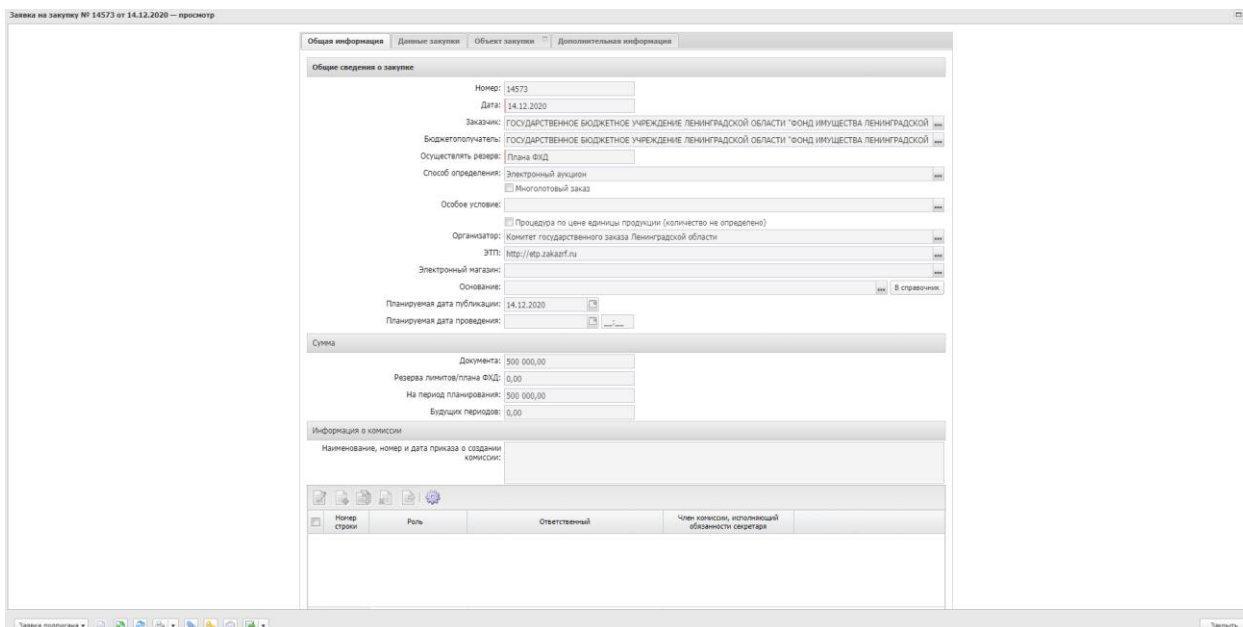 Заявка на закупку № 14573 от 14.12.2020 — просмотр
Общая информация Данные закупки Объект закупки Дополнительная информация
Общие сведения о закупке
Номер: 14573
Дата: 14.12.2020
Заказчик: ГОСУДАРСТВЕННОЕ БЮДЖЕТНОЕ УЧРЕЖДЕНИЕ ЛЕНИНГРАДСКОЙ ОБЛАСТИ "ФОНД ИМУЩЕСТВА ЛЕНИНГРАДСКОЙ ...
Бюджетополучатель: ГОСУДАРСТВЕННОЕ БЮДЖЕТНОЕ УЧРЕЖДЕНИЕ ЛЕНИНГРАДСКОЙ ОБЛАСТИ "ФОНД ИМУЩЕСТВА ЛЕНИНГРАДСКОЙ ...
Осуществлять резерв: Плана ФХД
Способ определения: Электронный аукцион ...
Многолотовый заказ
Особое условие: ...
Процедура по цене единицы продукции (количество не определено)
Организатор: Комитет государственного заказа Ленинградской области ...
ЭТП: http://etp.zakazrf.ru ...
Электронный магазин: ...
Основание: ... В справочник
Планируемая дата публикации: 14.12.2020
Планируемая дата проведения: __:__
Сумма
Документа: 500 000,00
Резерва лимитов/плана ФХД: 0,00
На период планирования: 500 000,00
Будущих периодов: 0,00
Информация о комиссии
Наименование, номер и дата приказа о создании
комиссии:
Номер строки Роль Ответственный Член комиссии, исполняющий обязанности секретаря
Заявка подписана Закрыть